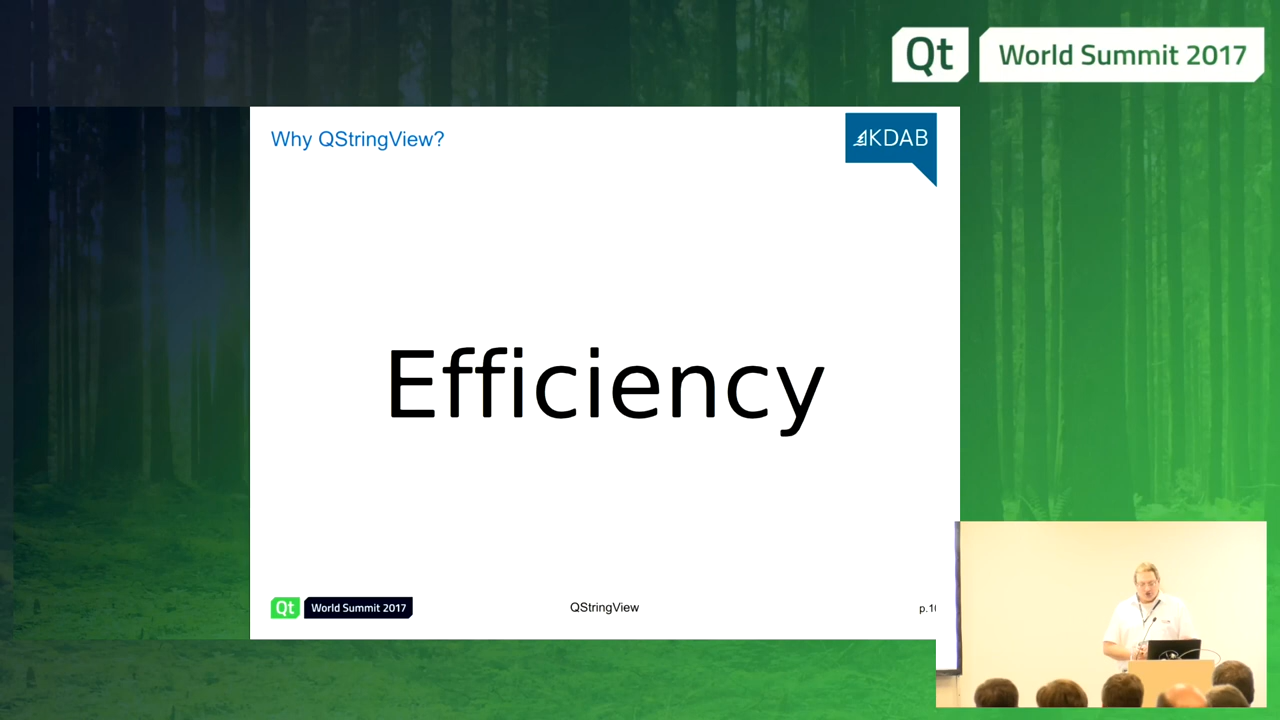 Qt World Summit 2017
Why QStringView?
KDAB
Efficiency
Qt World Summit 2017
QStringView